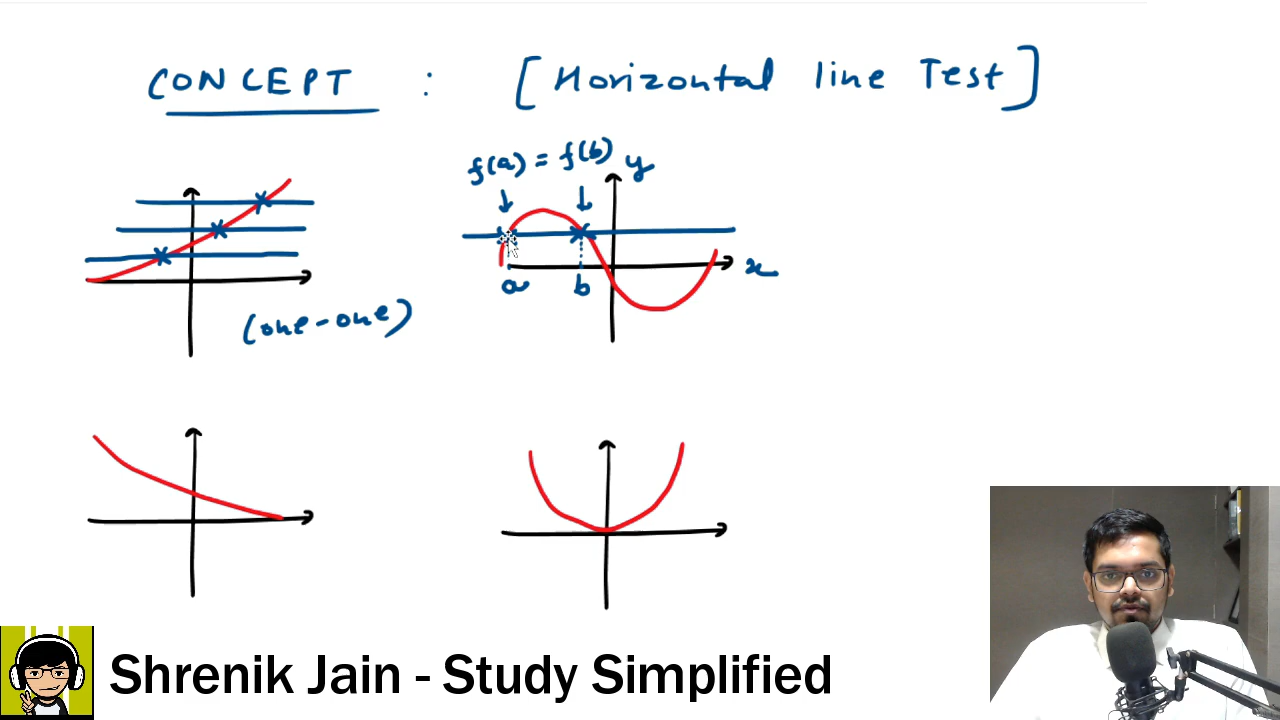 CONCEPT : [Horizontal line Test]
f(a) = f(b) y
x
a b
(one-one)
Shrenik Jain - Study Simplified